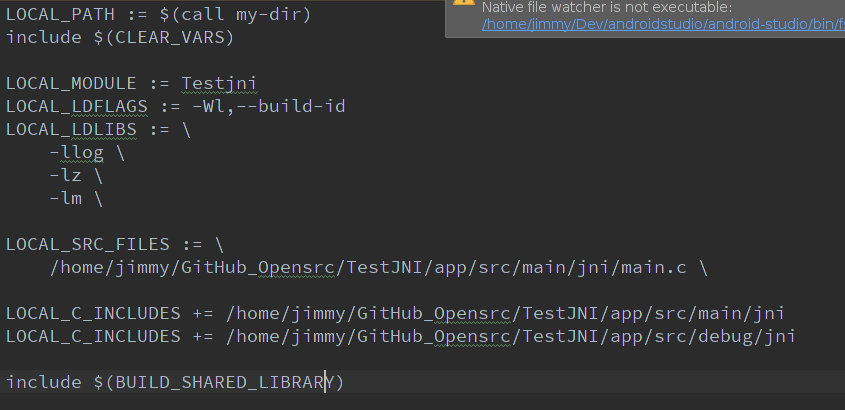 Native file watcher is not executable:
/home/jimmy/Dev/androidstudio/android-studio/bin/f
LOCAL_PATH := $(call my-dir)
include $(CLEAR_VARS)
LOCAL_MODULE := Testjni
LOCAL_LDFLAGS := -Wl,--build-id
LOCAL_LDLIBS := \
-llog \
-lz \
-lm \
LOCAL_SRC_FILES := \
/home/jimmy/GitHub_Opensrc/TestJNI/app/src/main/jni/main.c \
LOCAL_C_INCLUDES += /home/jimmy/GitHub_Opensrc/TestJNI/app/src/main/jni
LOCAL_C_INCLUDES += /home/jimmy/GitHub_Opensrc/TestJNI/app/src/debug/jni
include $(BUILD_SHARED_LIBRARY)